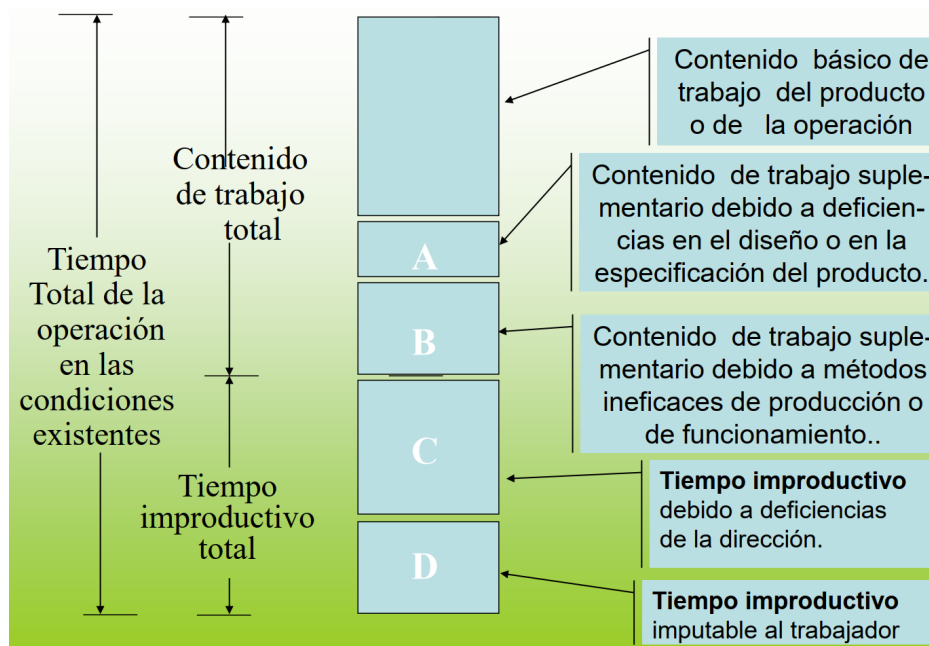 Contenido básico de
trabajo del producto
o de la operación
Contenido
de trabajo
total
Contenido de trabajo suple-
mentario debido a deficien-
cias en el diseño o en la
especificación del producto.
A
Tiempo
Total de la
operación
en las
condiciones
existentes
B
Contenido de trabajo suple-
mentario debido a métodos
ineficaces de producción o
de funcionamiento..
C
Tiempo
improductivo
total
Tiempo improductivo
debido a deficiencias
de la dirección.
D
Tiempo improductivo
imputable al trabajador